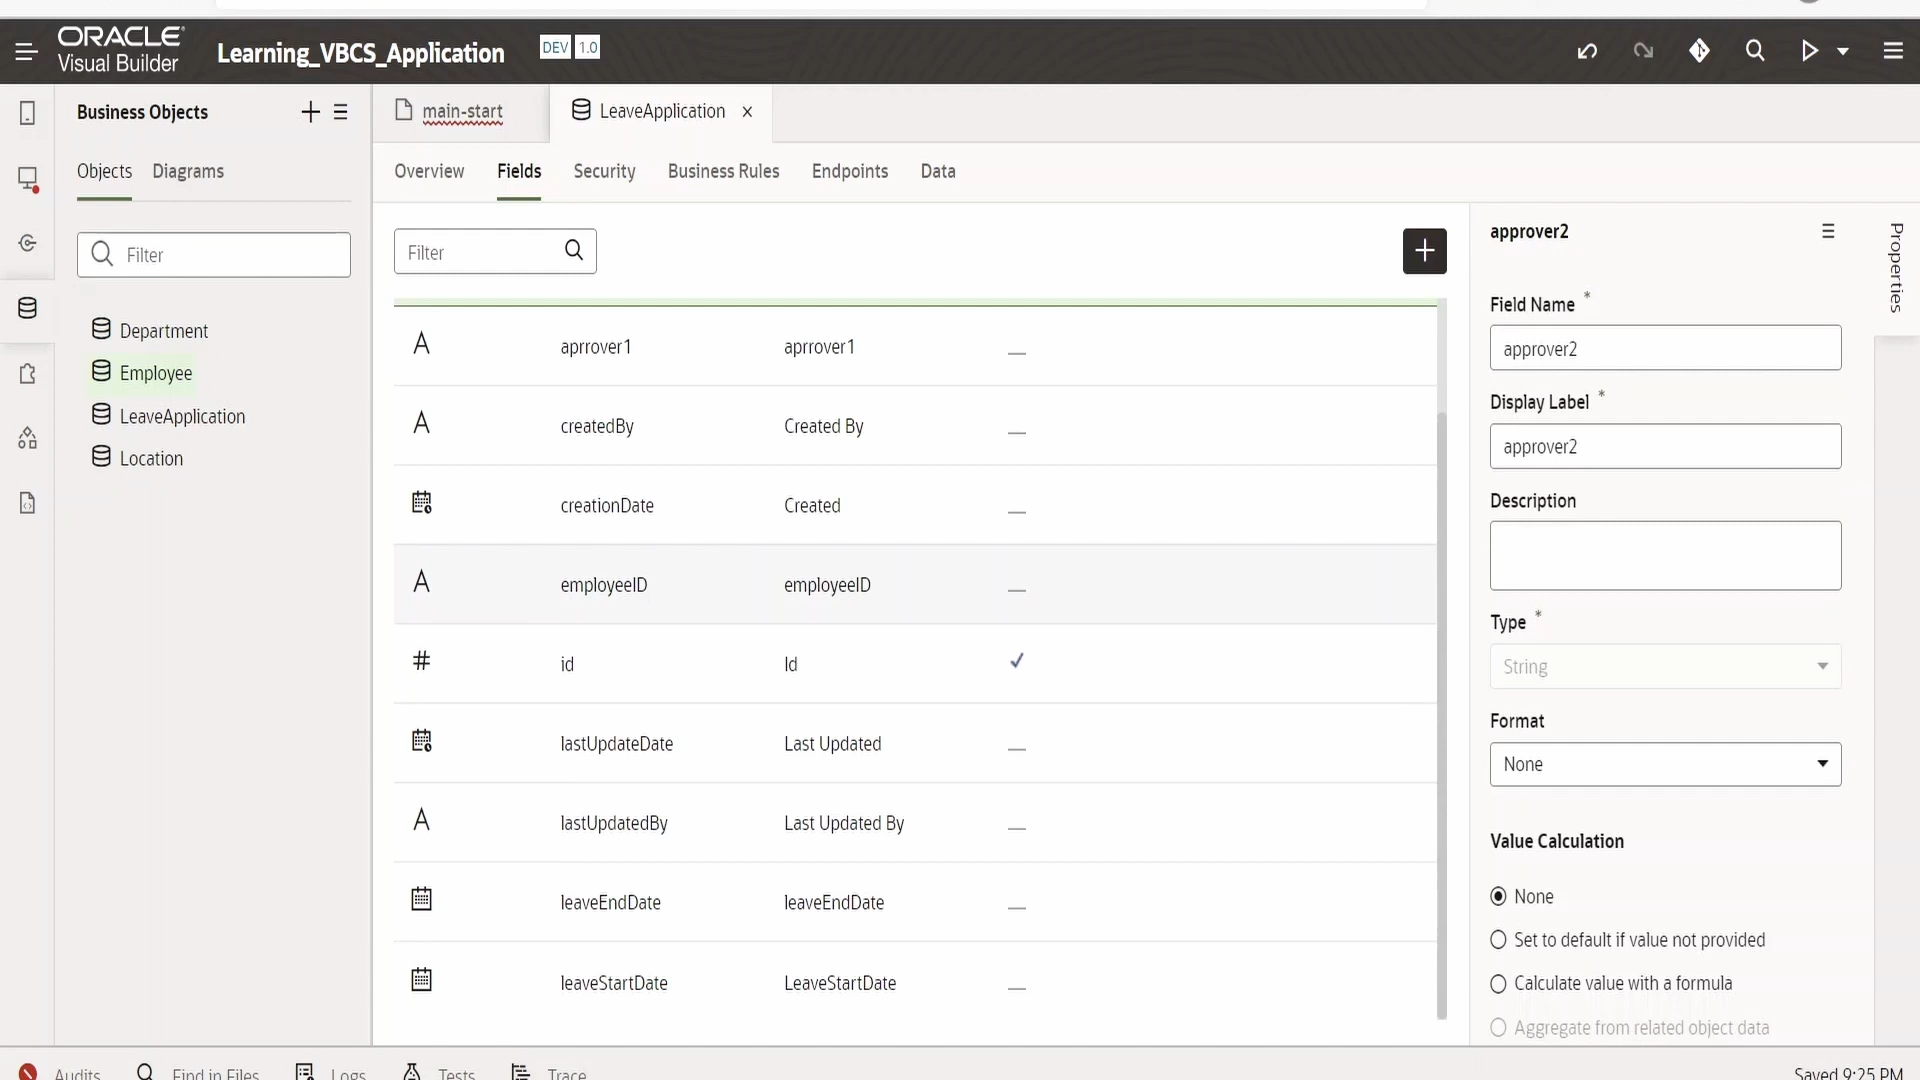 ORACLE
Visual Builder
Learning_VBCS_Application
DEV 1.0
Business Objects
Objects Diagrams
Filter
Department
Employee
LeaveApplication
Location
main-start
LeaveApplication
Overview Fields Security Business Rules Endpoints Data
Filter
aprrover1 aprrover1
createdBy Created By
creationDate Created
employeeID employeeID
id Id
lastUpdateDate Last Updated
lastUpdatedBy Last Updated By
leaveEndDate leaveEndDate
leaveStartDate LeaveStartDate
approver2
Field Name *
approver2
Display Label *
approver2
Description
Type *
String
Format
None
Value Calculation
None
Set to default if value not provided
Calculate value with a formula
Aggregate from related object data
Properties
Audits Find in Files Logs Tests Trace
Saved 9:25 PM